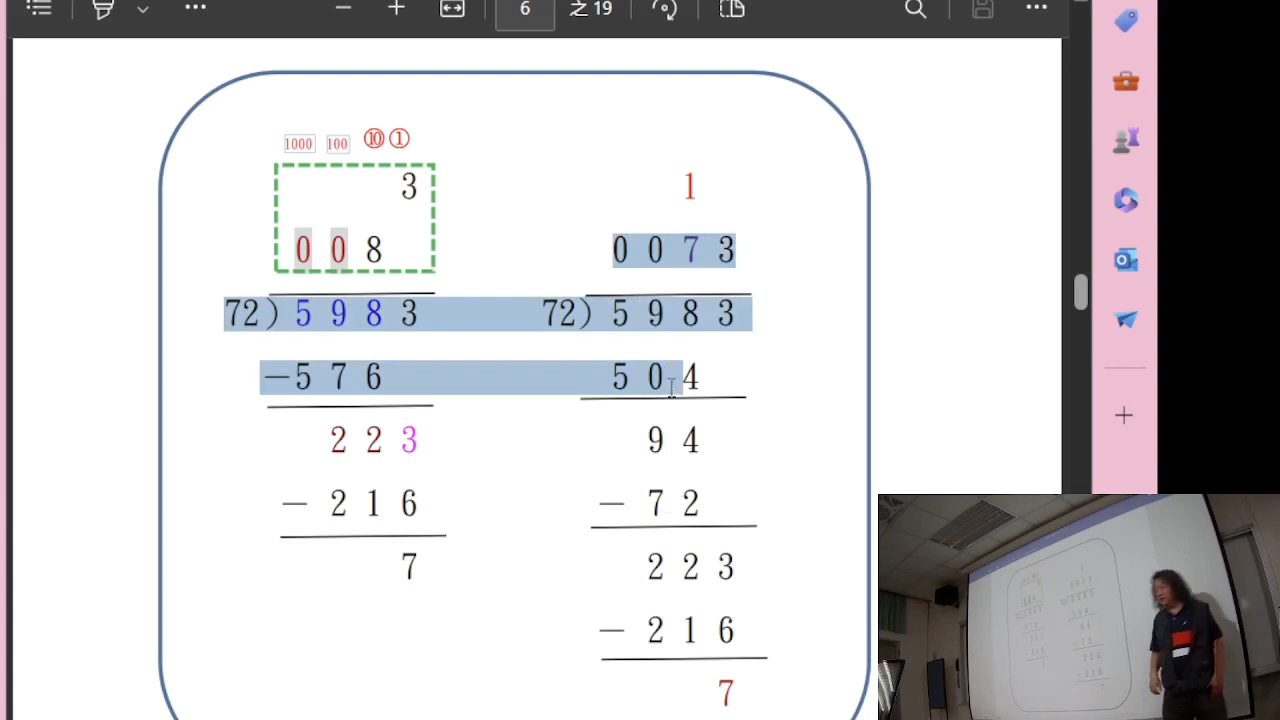 6 之 19
1000 100 ⑩ ①
3 1
0 0 8 0 0 7 3
72 ) 5 9 8 3 72 ) 5 9 8 3
－5 7 6 5 0 4
2 2 3 9 4
－ 2 1 6 － 7 2
7 2 2 3
－ 2 1 6
7